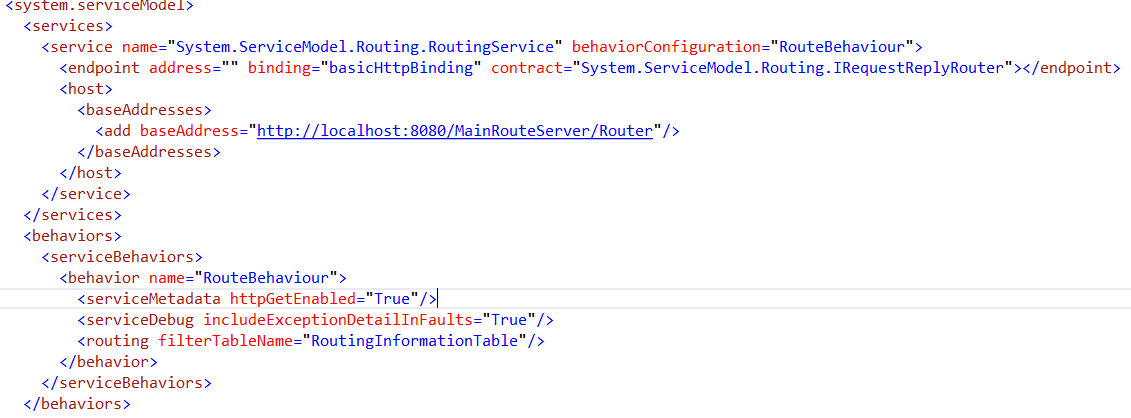 <system.serviceModel>
<services>
<service name="System.ServiceModel.Routing.RoutingService" behaviorConfiguration="RouteBehaviour">
<endpoint address="" binding="basicHttpBinding" contract="System.ServiceModel.Routing.IRequestReplyRouter"></endpoint>
<host>
<baseAddresses>
<add baseAddress="http://localhost:8080/MainRouteServer/Router"/>
</baseAddresses>
</host>
</service>
</services>
<behaviors>
<serviceBehaviors>
<behavior name="RouteBehaviour">
<serviceMetadata httpGetEnabled="True"/>
<serviceDebug includeExceptionDetailInFaults="True"/>
<routing filterTableName="RoutingInformationTable"/>
</behavior>
</serviceBehaviors>
</behaviors>